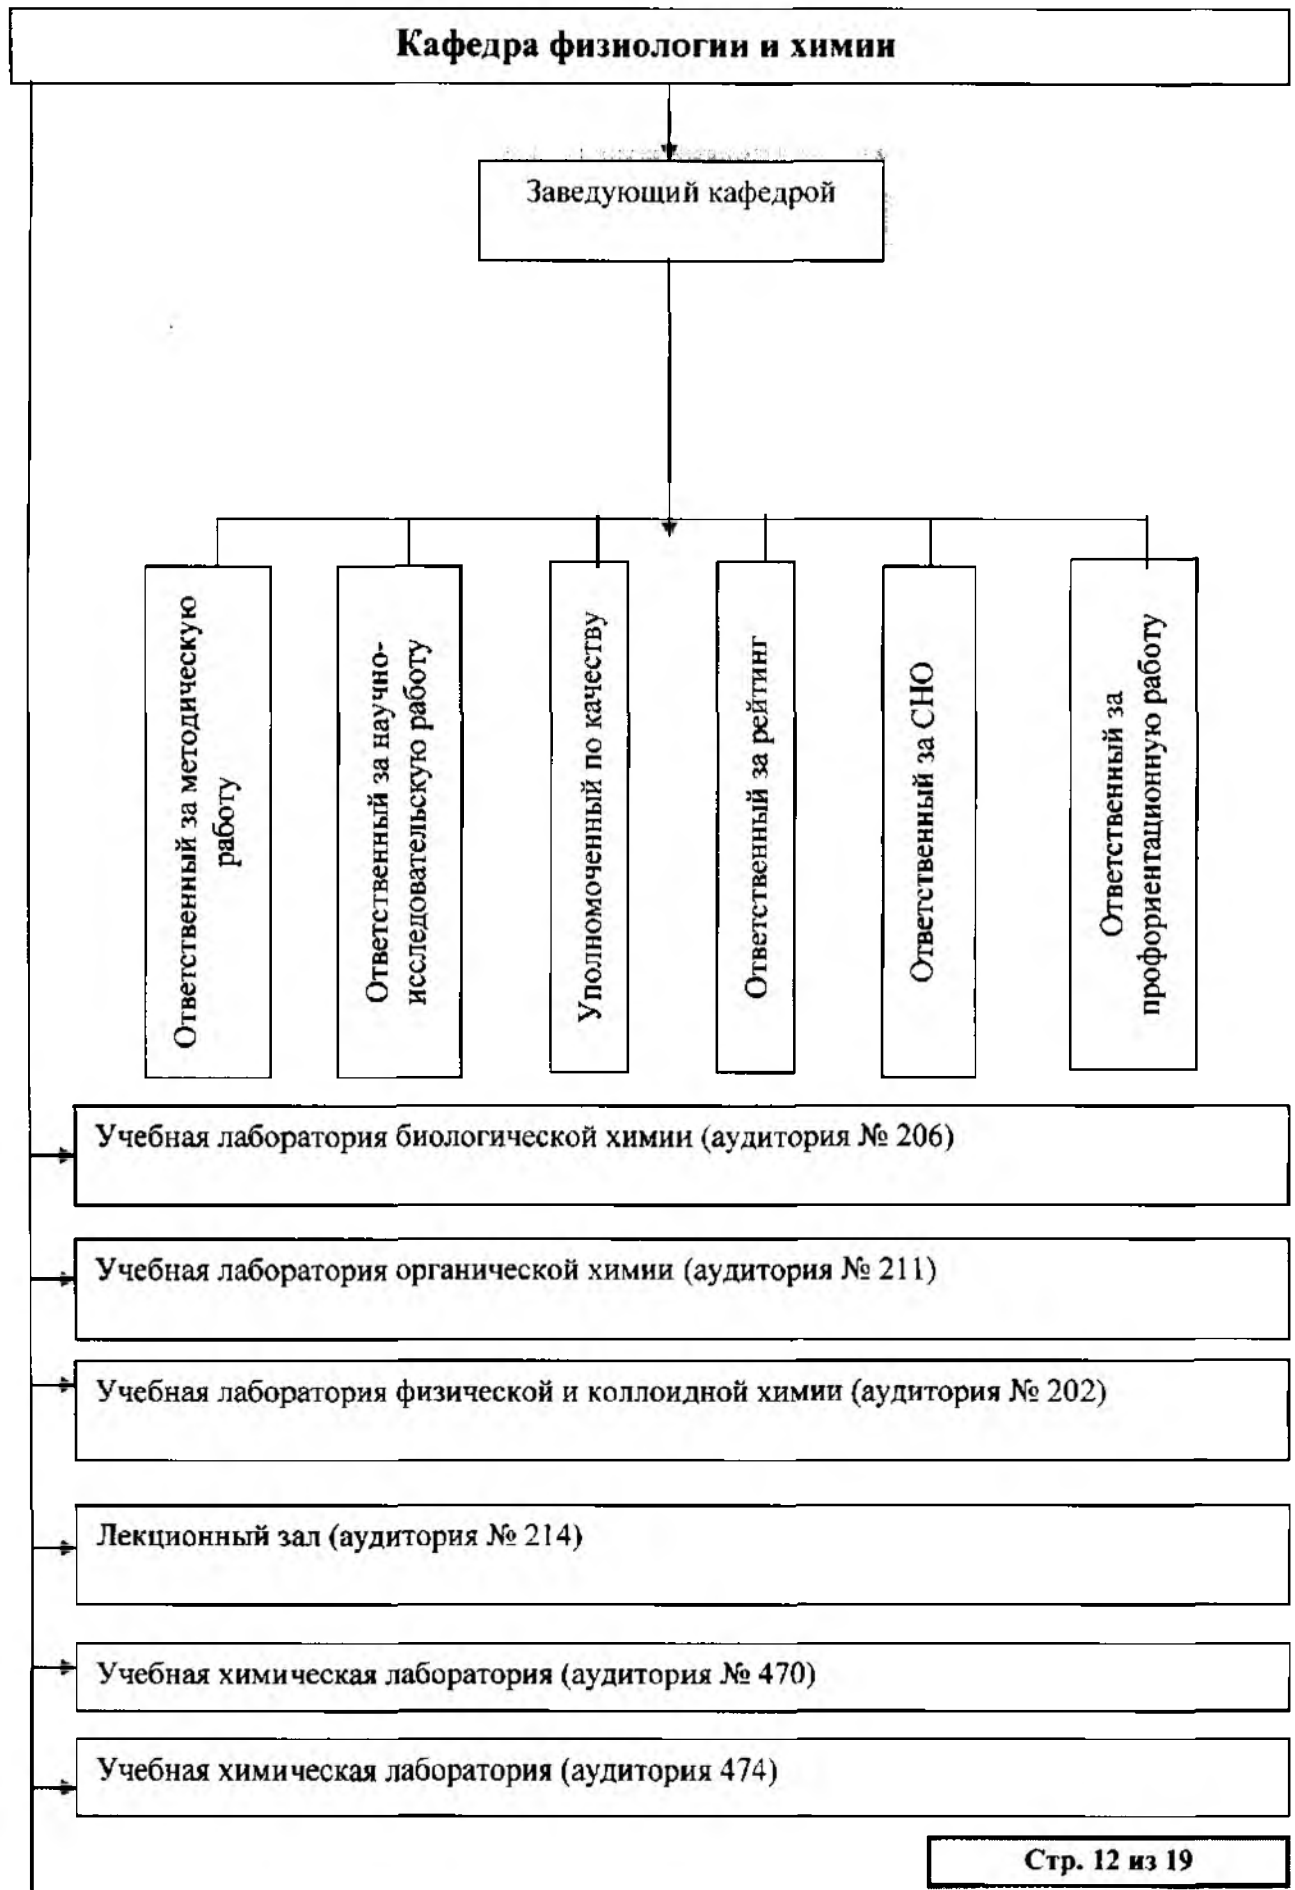 Кафедра физиологии и химии
Заведующий кафедрой
Ответственный за методическую
работу
Ответственный за научно-
исследовательскую работу
Уполномоченный по качеству
Ответственный за рейтинг
Ответственный за СНО
Ответственный за
профориентационную работу
Учебная лаборатория биологической химии (аудитория № 206)
Учебная лаборатория органической химии (аудитория № 211)
Учебная лаборатория физической и коллоидной химии (аудитория № 202)
Лекционный зал (аудитория № 214)
Учебная химическая лаборатория (аудитория № 470)
Учебная химическая лаборатория (аудитория 474)
Стр. 12 из 19